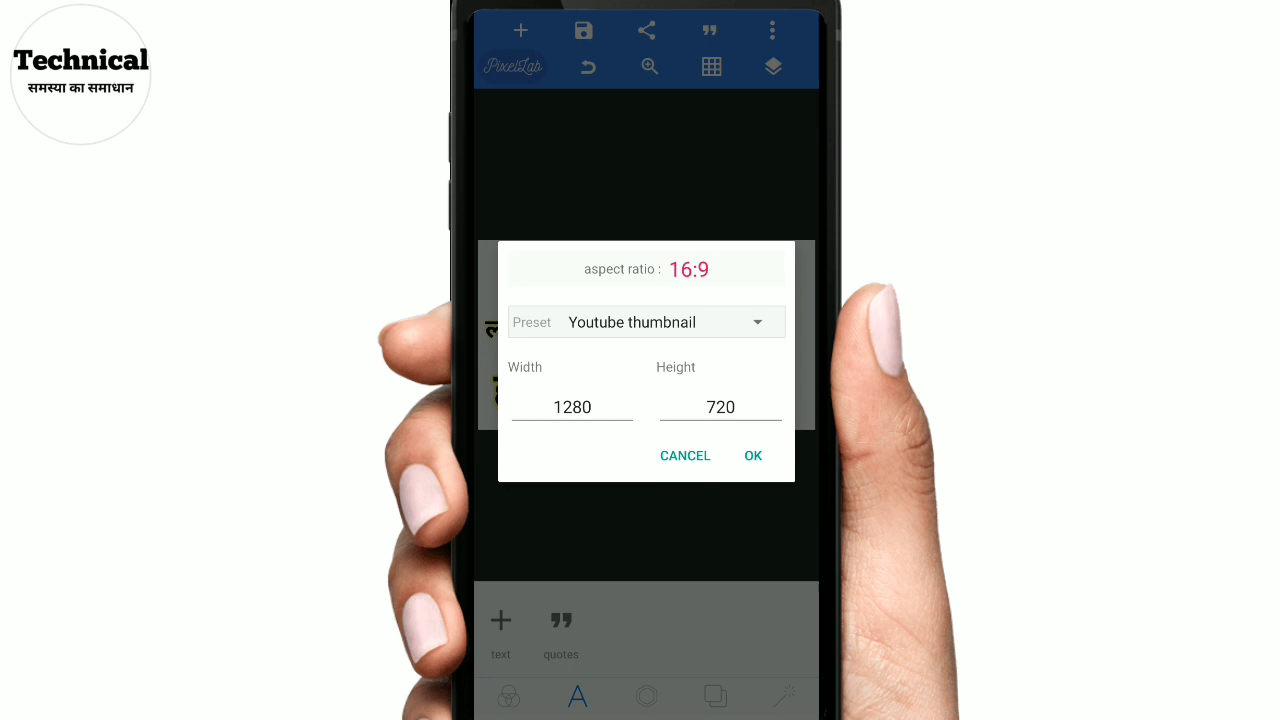 Technical
समस्या का समाधान
PixelLab
aspect ratio : 16:9
Preset Youtube thumbnail
Width Height
1280 720
CANCEL OK
text quotes